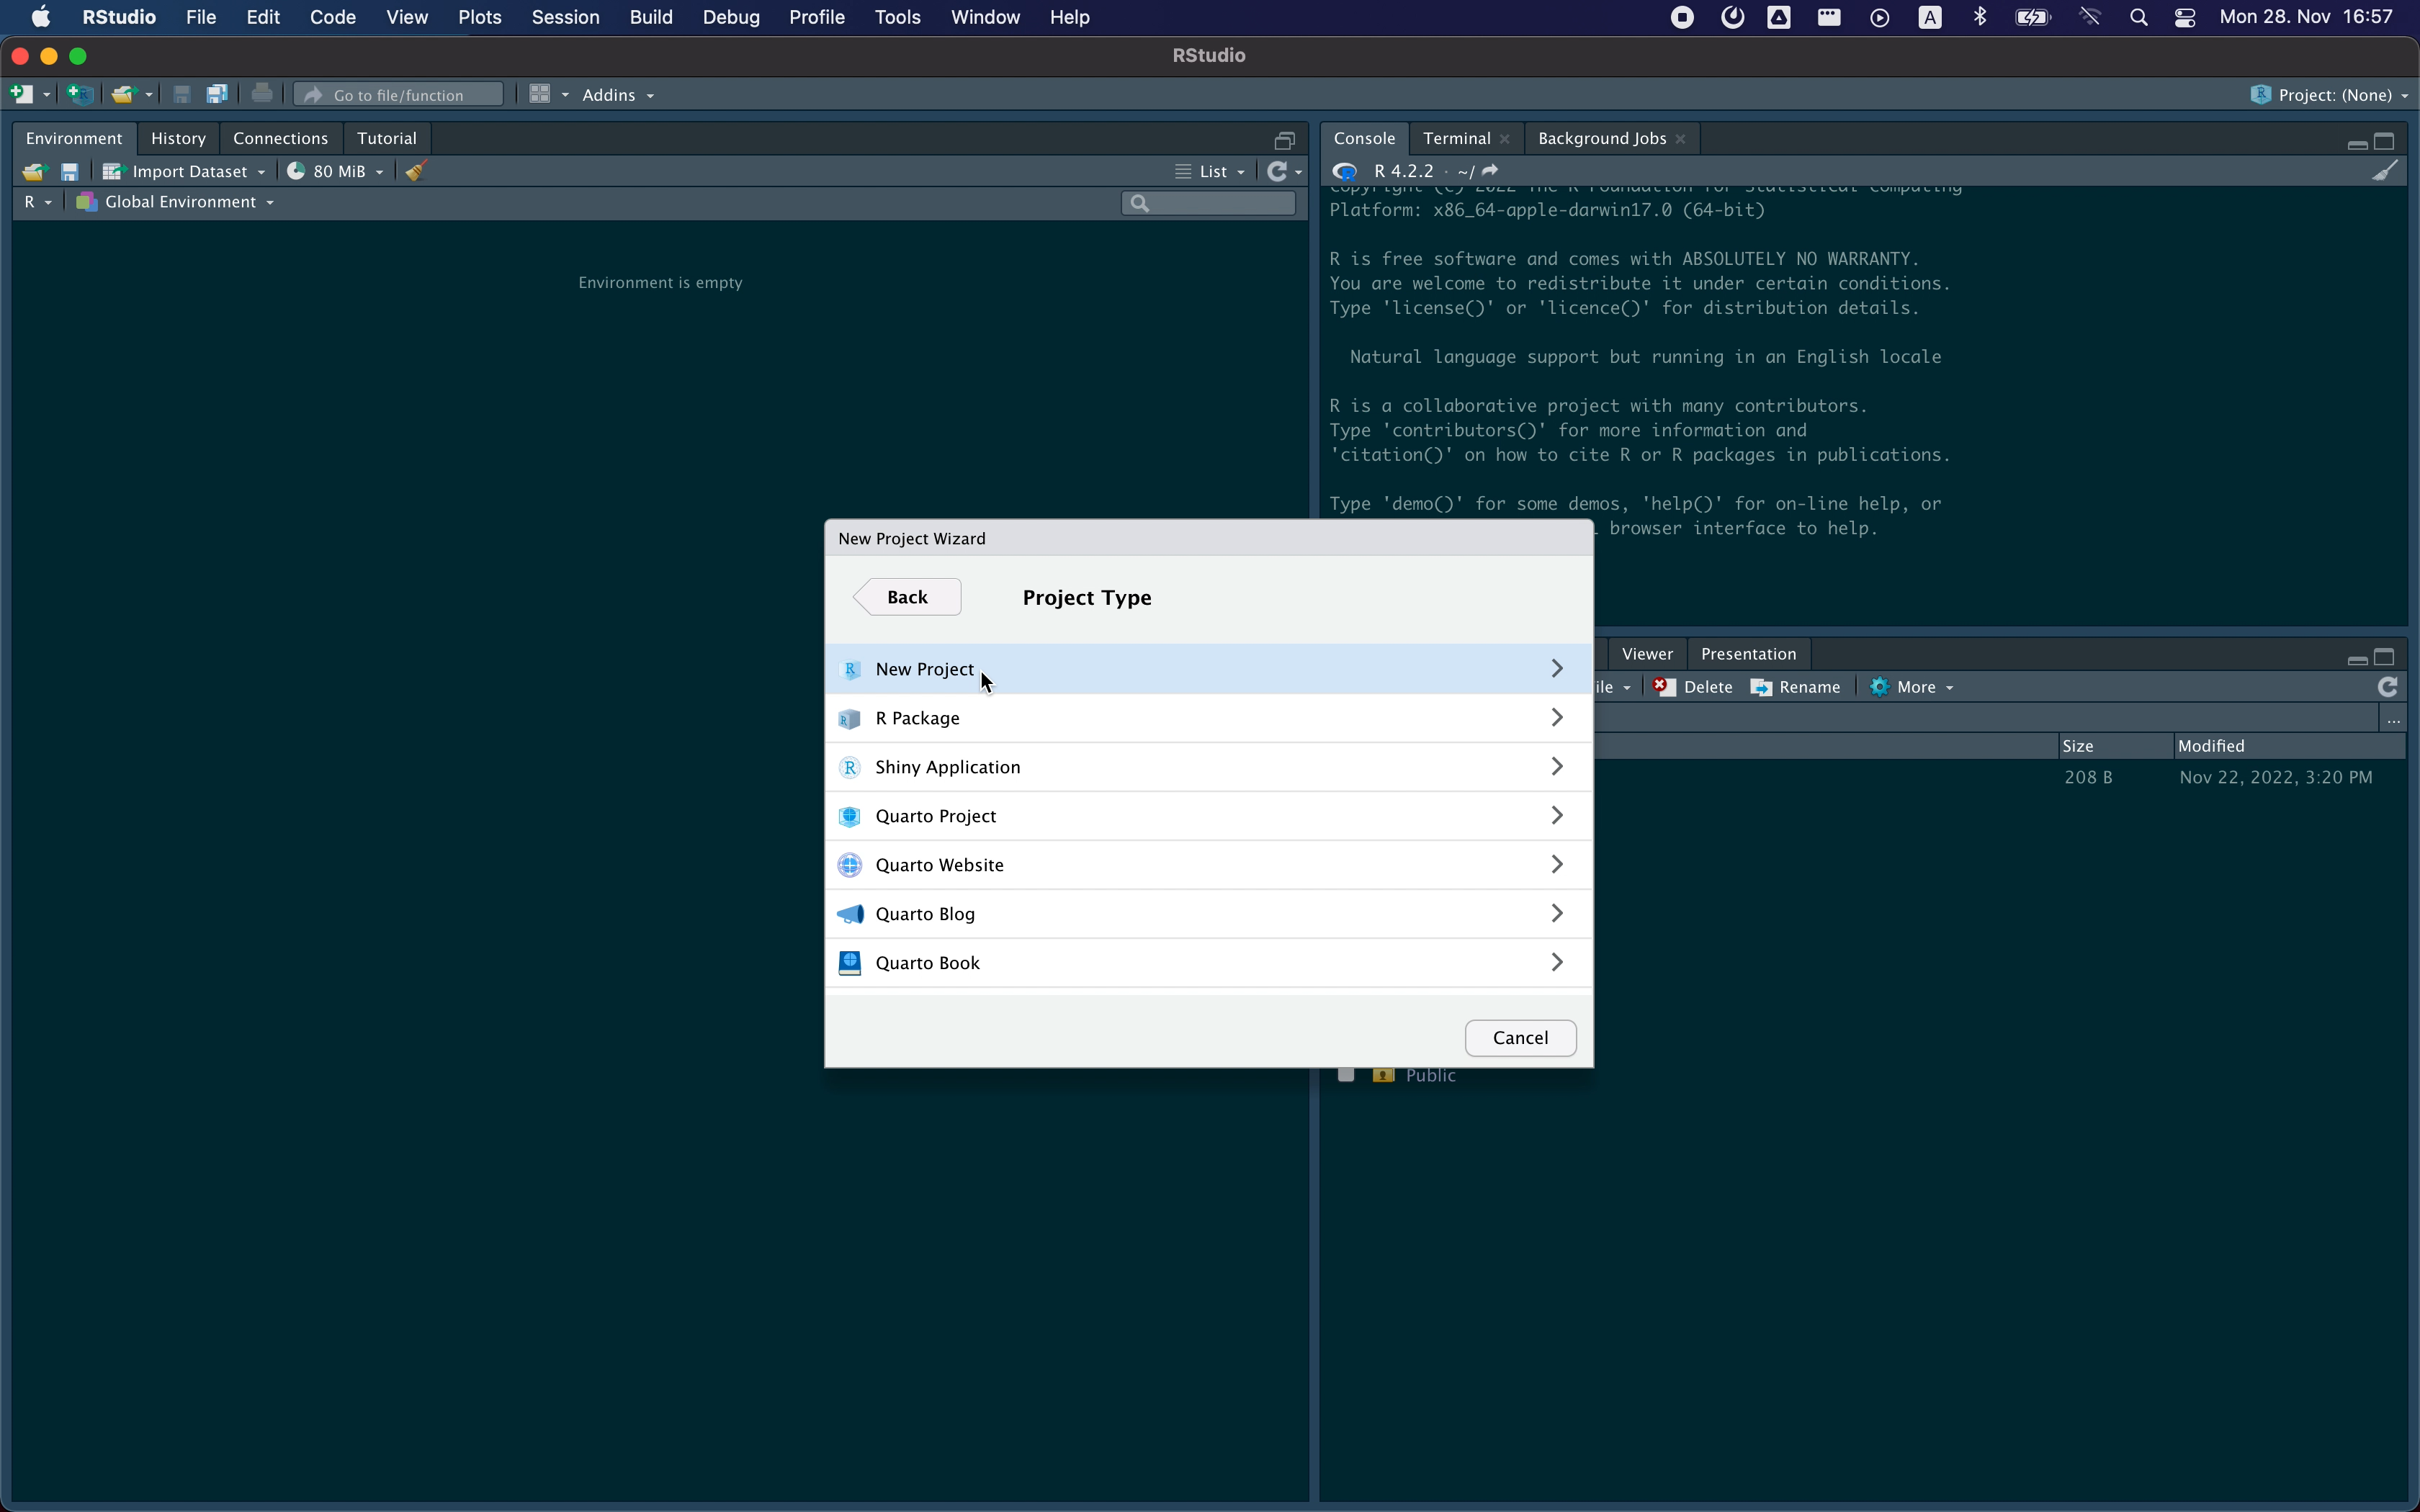 RStudio File Edit Code View Plots Session Build Debug Profile Tools Window Help A Mon 28. Nov 16:57
RStudio
Go to file/function Addins Project: (None)
Environment History Connections Tutorial
Import Dataset 80 MiB List
R Global Environment
Environment is empty
Console Terminal Background Jobs
R 4.2.2 · ~/
Copyright (C) 2022 The R Foundation for Statistical Computing
Platform: x86_64-apple-darwin17.0 (64-bit)
R is free software and comes with ABSOLUTELY NO WARRANTY.
You are welcome to redistribute it under certain conditions.
Type 'license()' or 'licence()' for distribution details.
Natural language support but running in an English locale
R is a collaborative project with many contributors.
Type 'contributors()' for more information and
'citation()' on how to cite R or R packages in publications.
Type 'demo()' for some demos, 'help()' for on-line help, or
browser interface to help.
New Project Wizard
Back Project Type
New Project
R Package
Shiny Application
Quarto Project
Quarto Website
Quarto Blog
Quarto Book
Cancel
Viewer Presentation
ile Delete Rename More
...
Size Modified
208 B Nov 22, 2022, 3:20 PM
Public